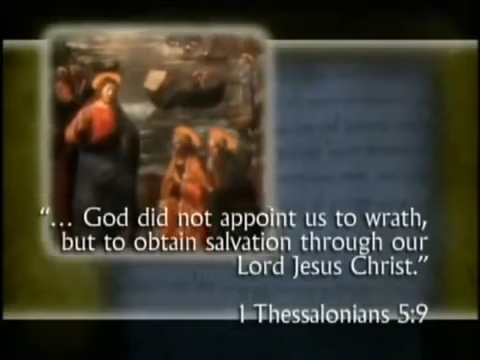 “… God did not appoint us to wrath,
but to obtain salvation through our
Lord Jesus Christ.”
1 Thessalonians 5:9